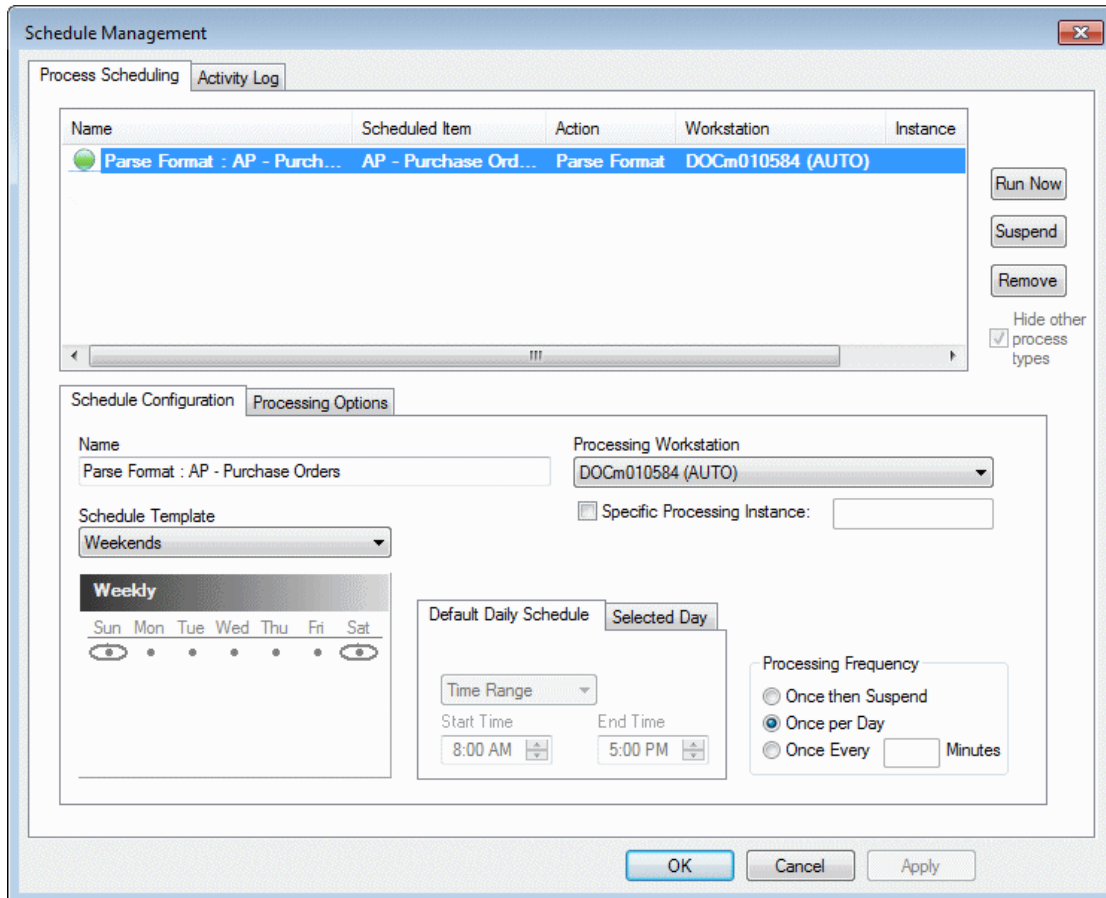 Schedule Management
Process Scheduling Activity Log
Name Scheduled Item Action Workstation Instance
Parse Format : AP - Purch... AP - Purchase Ord... Parse Format DOCm010584 (AUTO)
Run Now
Suspend
Remove
Hide other
process
types
Schedule Configuration Processing Options
Name
Parse Format : AP - Purchase Orders
Processing Workstation
DOCm010584 (AUTO)
Specific Processing Instance:
Schedule Template
Weekends
Weekly
Sun Mon Tue Wed Thu Fri Sat
Default Daily Schedule Selected Day
Time Range
Start Time End Time
8:00 AM 5:00 PM
Processing Frequency
Once then Suspend
Once per Day
Once Every Minutes
OK Cancel Apply